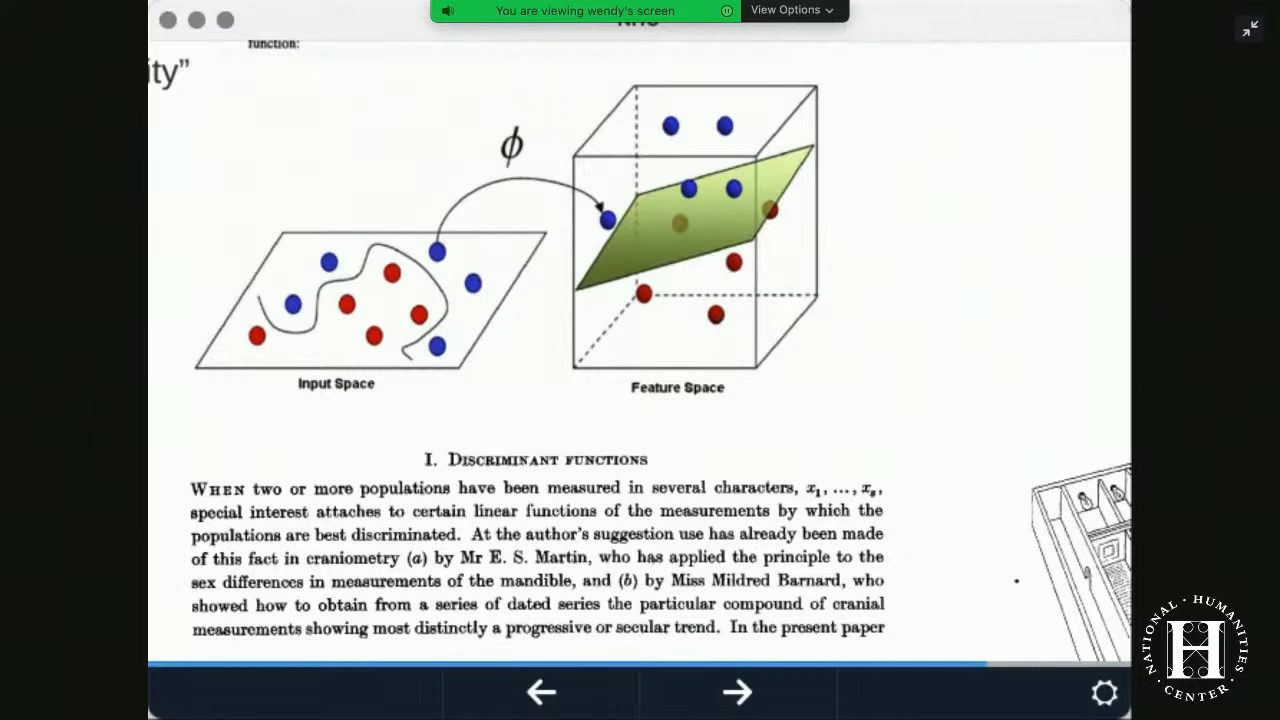 You are viewing wendy's screen
View Options
function:
ity”
ϕ
Input Space
Feature Space
I. Discriminant functions
When two or more populations have been measured in several characters, x₁, ..., xₛ,
special interest attaches to certain linear functions of the measurements by which the
populations are best discriminated. At the author's suggestion use has already been made
of this fact in craniometry (a) by Mr E. S. Martin, who has applied the principle to the
sex differences in measurements of the mandible, and (b) by Miss Mildred Barnard, who
showed how to obtain from a series of dated series the particular compound of cranial
measurements showing most distinctly a progressive or secular trend. In the present paper
NATIONAL · HUMANITIES CENTER ·
H